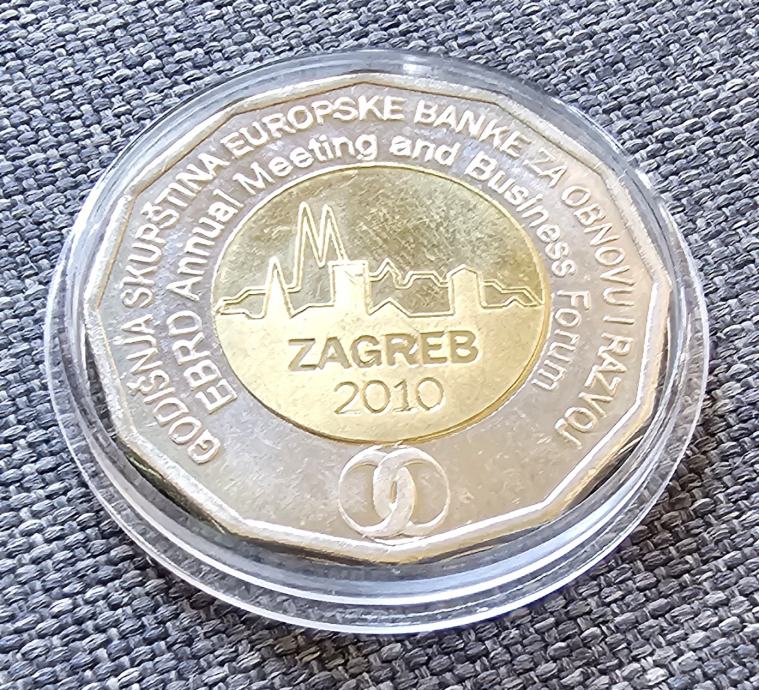 GODIŠNJA SKUPŠTINA EUROPSKE BANKE ZA OBNOVU I RAZVOJ
EBRD Annual Meeting and Business Forum
ZAGREB
2010